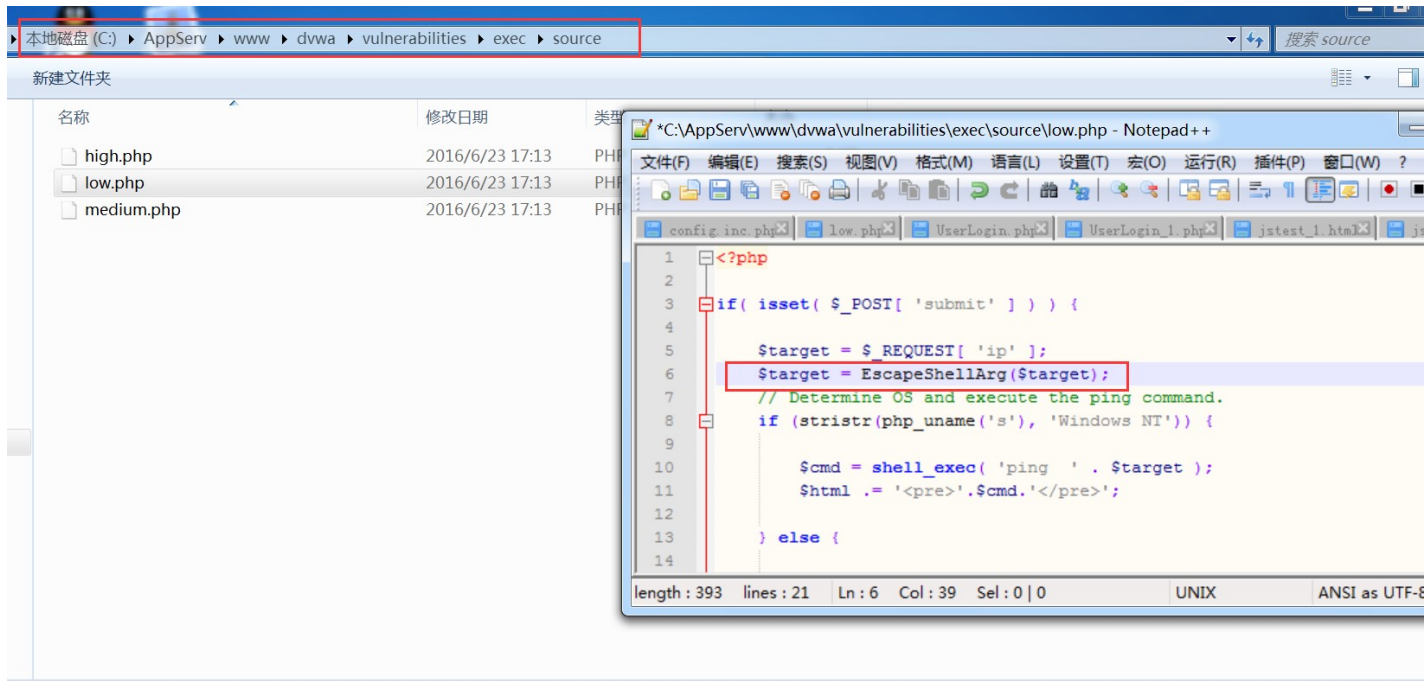 本地磁盘 (C:) AppServ www dvwa vulnerabilities exec source
搜索 source
新建文件夹
名称 修改日期 类型
high.php 2016/6/23 17:13 PHP
low.php 2016/6/23 17:13 PHP
medium.php 2016/6/23 17:13 PHP
*C:\AppServ\www\dvwa\vulnerabilities\exec\source\low.php - Notepad++
文件(F) 编辑(E) 搜索(S) 视图(V) 格式(M) 语言(L) 设置(T) 宏(O) 运行(R) 插件(P) 窗口(W) ?
config.inc.php low.php UserLogin.php UserLogin_1.php jstest_1.html js
1 <?php
2
3 if( isset( $_POST[ 'submit' ] ) ) {
4
5 $target = $_REQUEST[ 'ip' ];
6 $target = EscapeShellArg($target);
7 // Determine OS and execute the ping command.
8 if (stristr(php_uname('s'), 'Windows NT')) {
9
10 $cmd = shell_exec( 'ping  ' . $target );
11 $html .= '<pre>'.$cmd.'</pre>';
12
13 } else {
14
length : 393 lines : 21 Ln : 6 Col : 39 Sel : 0 | 0 UNIX ANSI as UTF-8